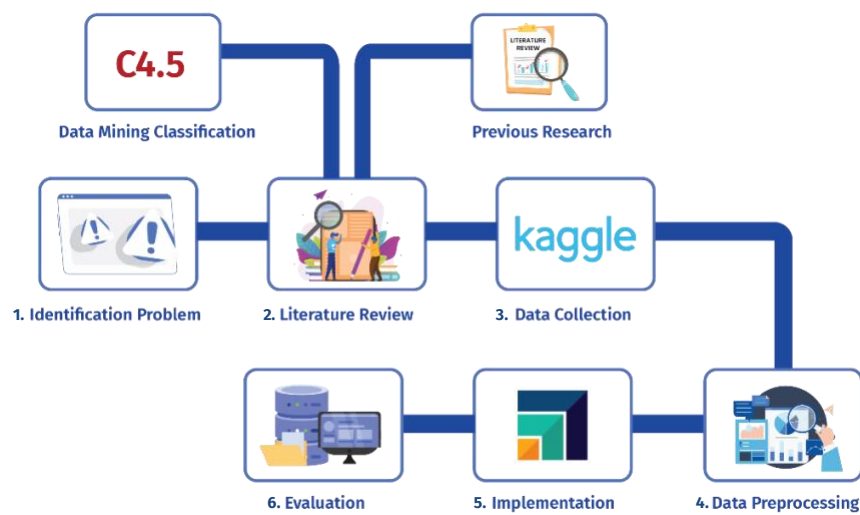 C4.5
LITERATURE
REVIEW
Data Mining Classification
Previous Research
kaggle
1. Identification Problem
2. Literature Review
3. Data Collection
6. Evaluation
5. Implementation
4. Data Preprocessing